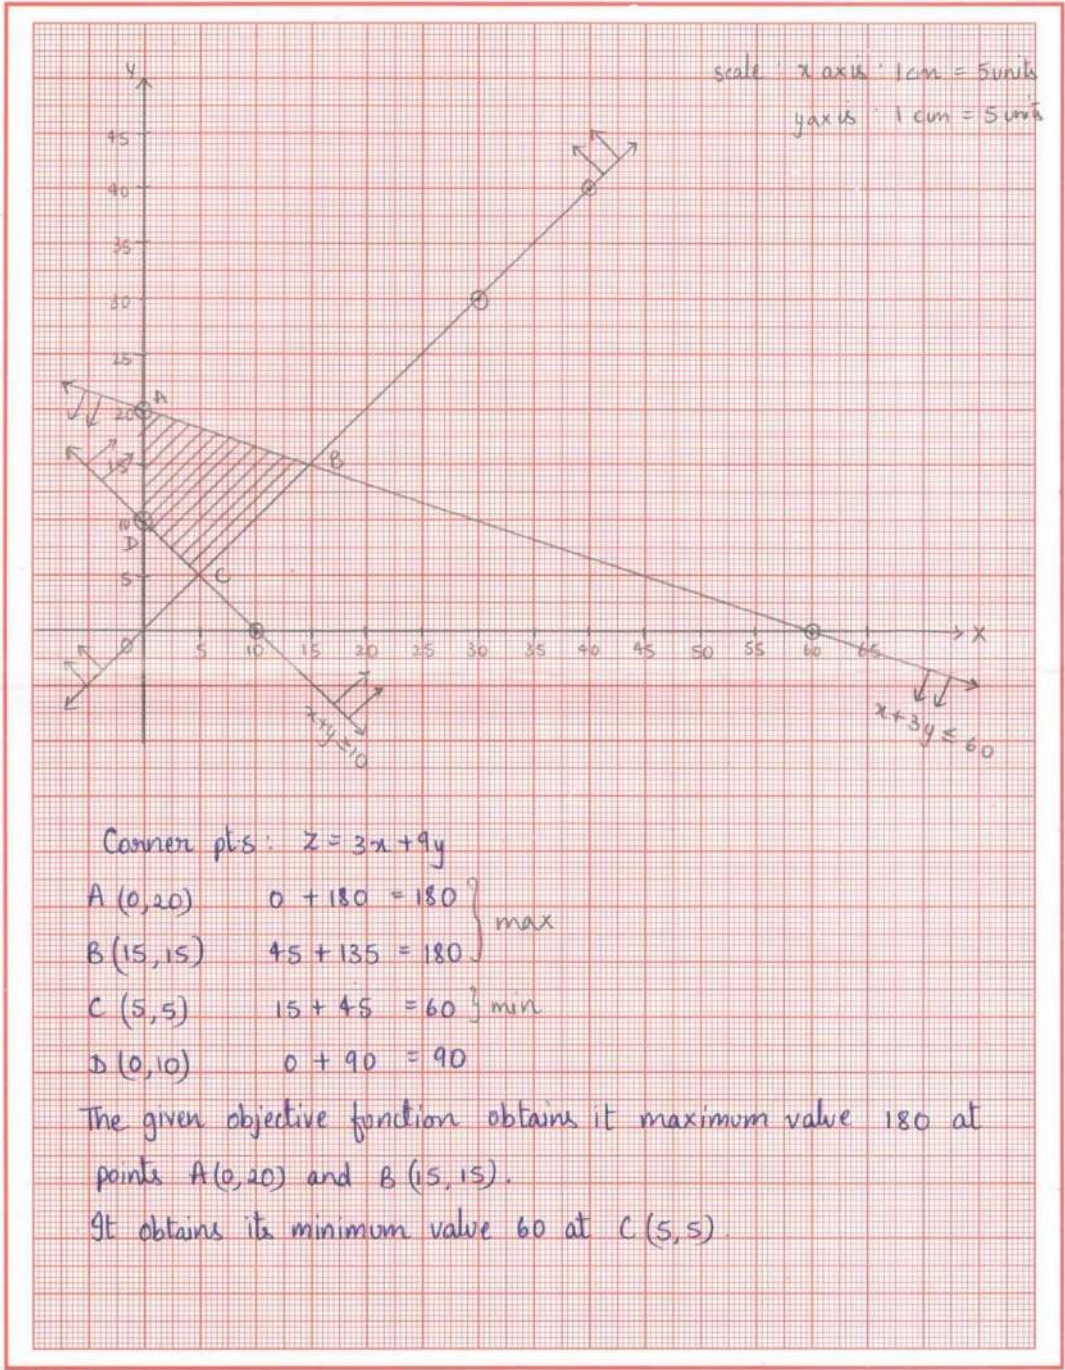 scale : x axis : 1cm = 5units
y axis : 1 cm = 5 units
Y
45
40
35
30
25
A
20
15
B
10
D
5
C
0 5 10 15 20 25 30 35 40 45 50 55 60 65 X
x+y≥10
x+3y≤60
Corner pts: Z = 3x+9y
A (0,20) 0 + 180 = 180
max
B (15,15) 45 + 135 = 180
C (5,5) 15 + 45 = 60 } min
D (0,10) 0 + 90 = 90
The given objective function obtains it maximum value 180 at
points A(0,20) and B (15,15).
It obtains its minimum value 60 at C (5,5).